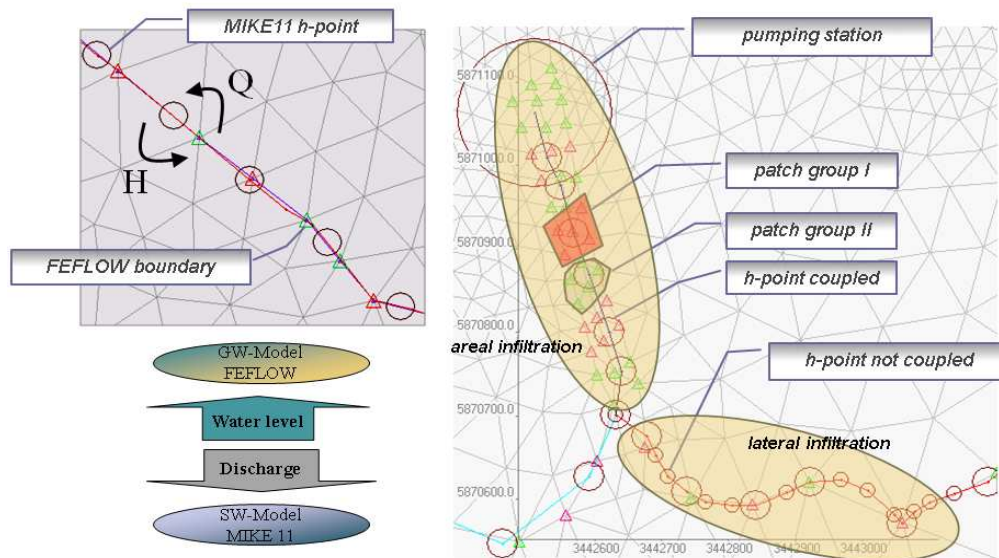 MIKE11 h-point
Q
H
FEFLOW boundary
GW-Model
FEFLOW
Water level
Discharge
SW-Model
MIKE 11
pumping station
patch group I
patch group II
h-point coupled
h-point not coupled
areal infiltration
lateral infiltration
5871100.0
5871000.0
5870900.0
5870800.0
5870700.0
5870600.0
3442600
3442700
3442800
3442900
3443000